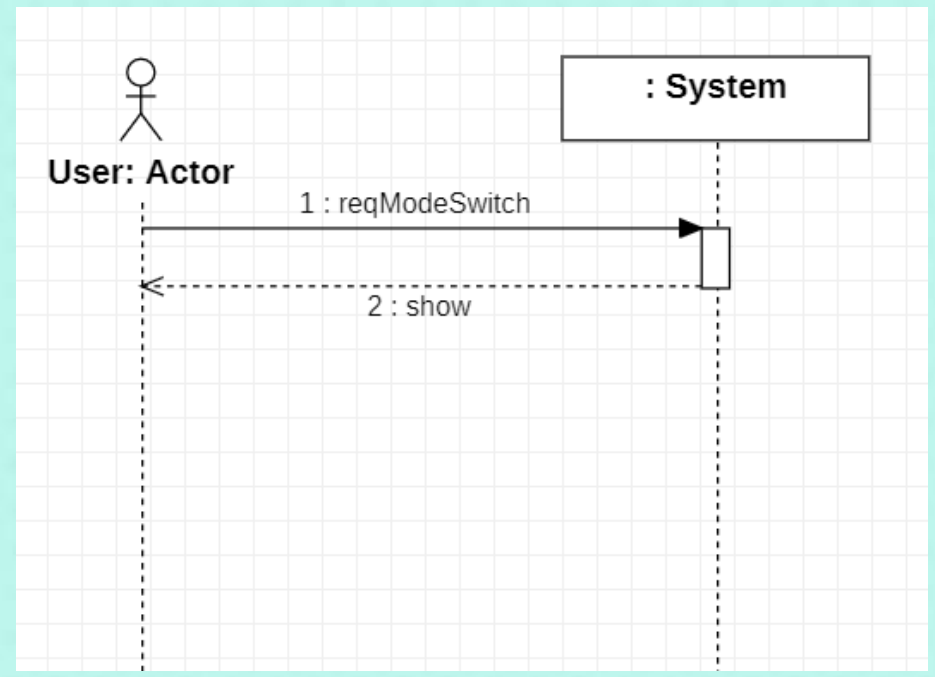 : System
User: Actor
1 : reqModeSwitch
2 : show